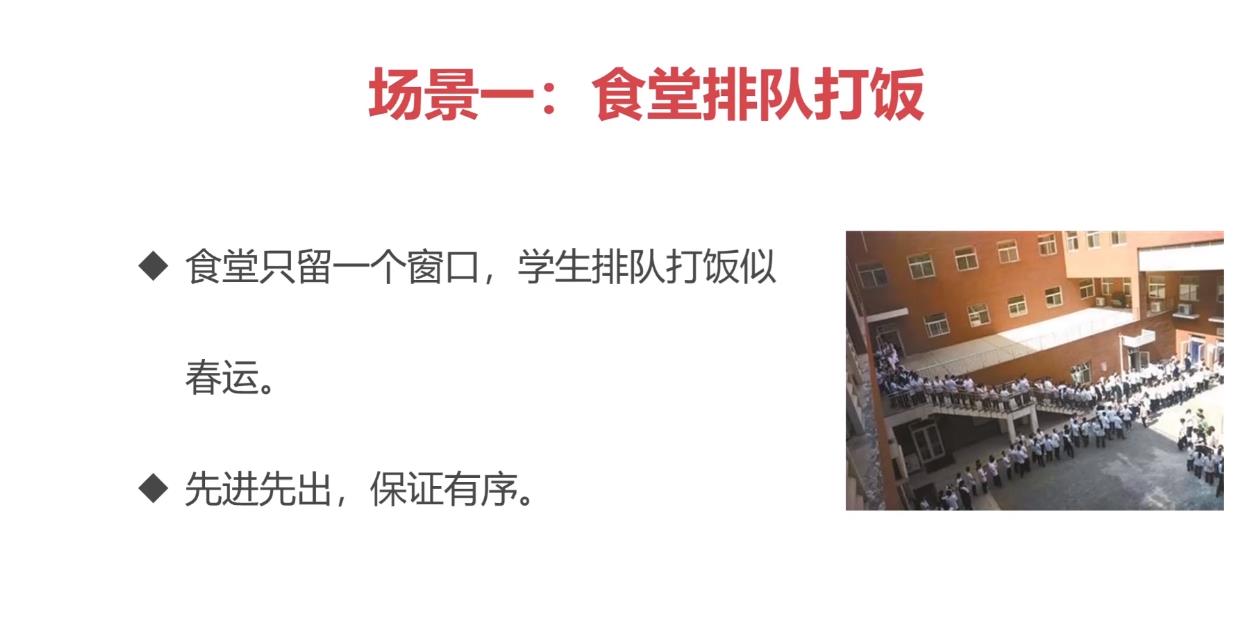 场景一：食堂排队打饭
◆ 食堂只留一个窗口，学生排队打饭似
春运。
◆ 先进先出，保证有序。